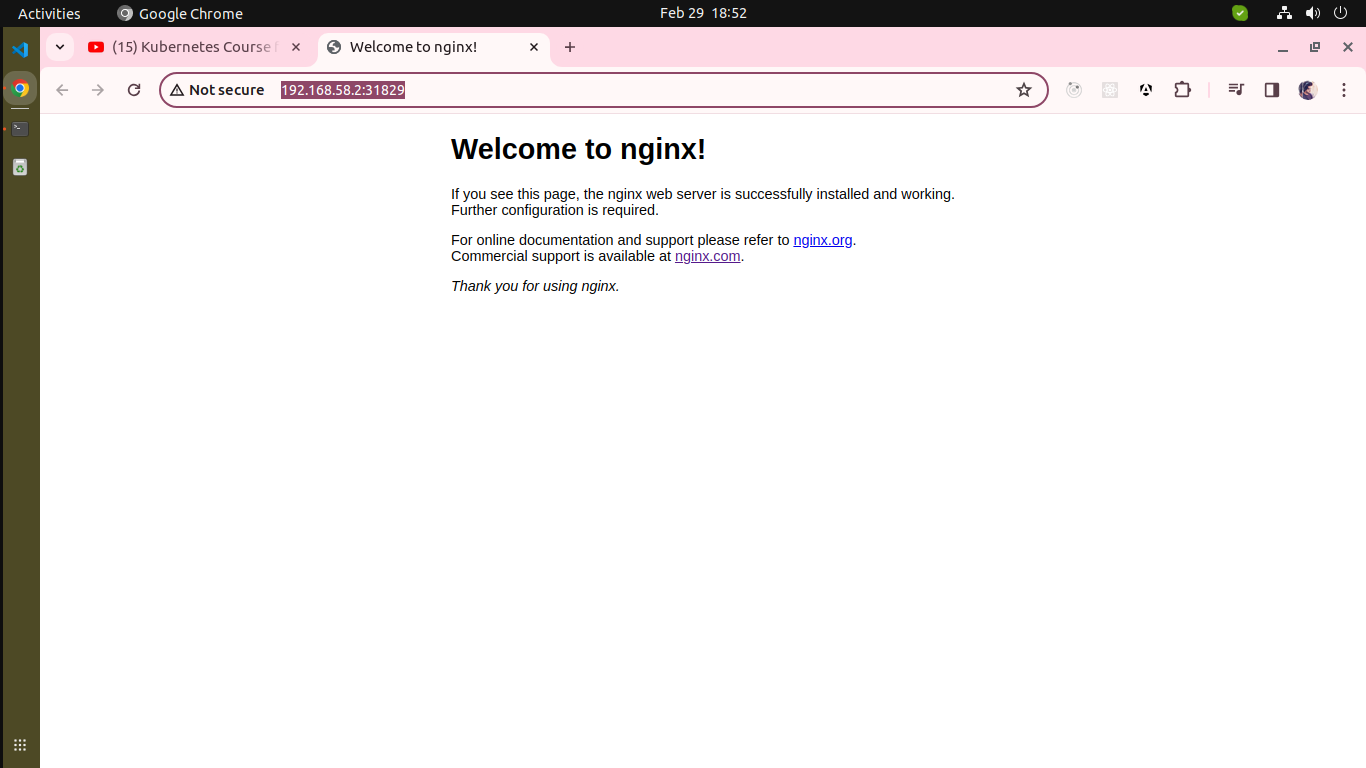 Activities
Google Chrome
Feb 29 18:52
(15) Kubernetes Course
Welcome to nginx!
Not secure
192.168.58.2:31829
Welcome to nginx!
If you see this page, the nginx web server is successfully installed and working.
Further configuration is required.
For online documentation and support please refer to nginx.org.
Commercial support is available at nginx.com.
Thank you for using nginx.